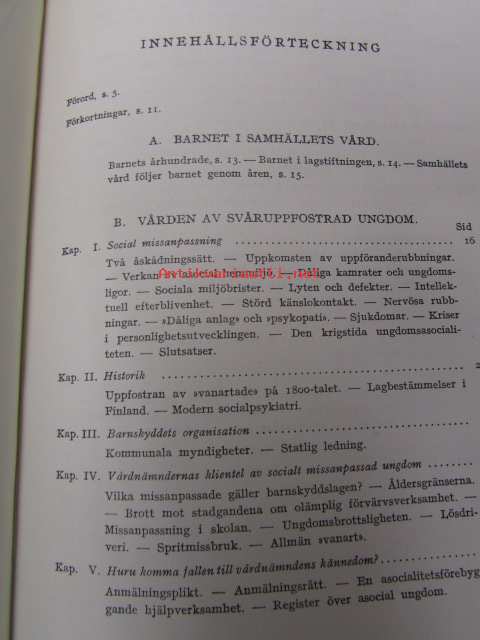 INNEHÅLLSFÖRTECKNING
Förord, s. 5.
Förkortningar, s. 11.
A. BARNET I SAMHÄLLETS VÅRD.
Barnets århundrade, s. 13. — Barnet i lagstiftningen, s. 14. — Samhällets
vård följer barnet genom åren, s. 15.
B. VÅRDEN AV SVÅRUPPFOSTRAD UNGDOM.
Sid
Kap. I. Social missanpassning ................ 16
Två åskådningssätt. — Uppkomsten av uppföranderubbningar.
— Verkan av asocial hemmiljö. — Dåliga kamrater och ungdoms-
ligor. — Sociala miljöbrister. — Lyten och defekter. — Intellek-
tuell efterblivenhet. — Störd känslokontakt. — Nervösa rubb-
ningar. — »Dåliga anlag» och »psykopati». — Sjukdomar. — Kriser
i personlighetsutvecklingen. — Den krigstida ungdomsasociali-
teten. — Slutsatser.
Kap. II. Historik ................ 2
Uppfostran av »vanartade» på 1800-talet. — Lagbestämmelser i
Finland. — Modern socialpsykiatri.
Kap. III. Barnskyddets organisation ................
Kommunala myndigheter. — Statlig ledning.
Kap. IV. Vårdnämndernas klientel av socialt missanpassad ungdom ........
Vilka missanpassade gäller barnskyddslagen? — Åldersgränserna.
— Brott mot stadgandena om olämplig förvärvsverksamhet. —
Missanpassning i skolan. — Ungdomsbrottsligheten. — Lösdri-
veri. — Spritmissbruk. — Allmän »vanart».
Kap. V. Huru komma fallen till vårdnämndens kännedom? ............
Anmälningsplikt. — Anmälningsrätt. — En asocialitetsförebyg
gande hjälpverksamhet. — Register över asocial ungdom.